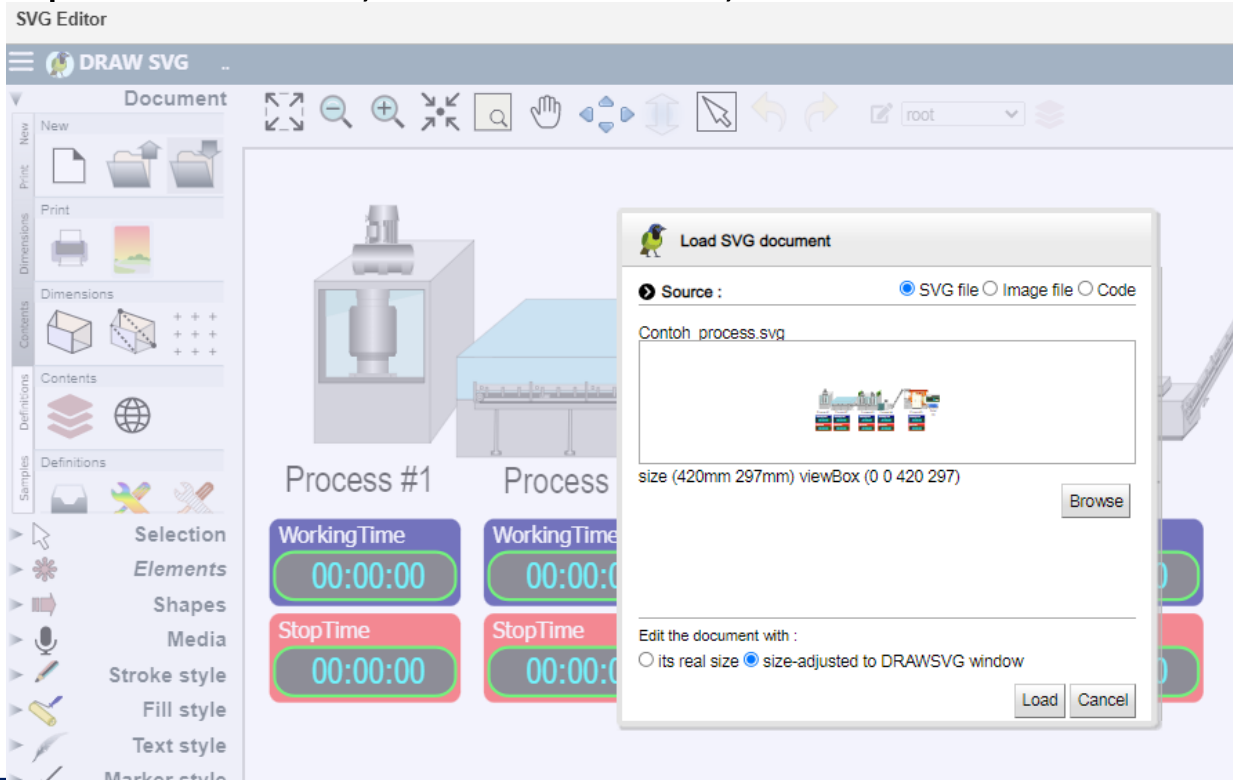 SVG Editor
DRAW SVG ..
Document
New
New
Print
Print
Dimensions
Dimensions
Contents
Contents
Definitions
Definitions
Samples
Selection
Elements
Shapes
Media
Stroke style
Fill style
Text style
Marker style
root
Process #1
Process
WorkingTime
00:00:00
StopTime
00:00:00
WorkingTime
00:00:0
StopTime
00:00:0
Load SVG document
Source :
SVG file Image file Code
Contoh_process.svg
size (420mm 297mm) viewBox (0 0 420 297)
Browse
Edit the document with :
its real size size-adjusted to DRAWSVG window
Load Cancel